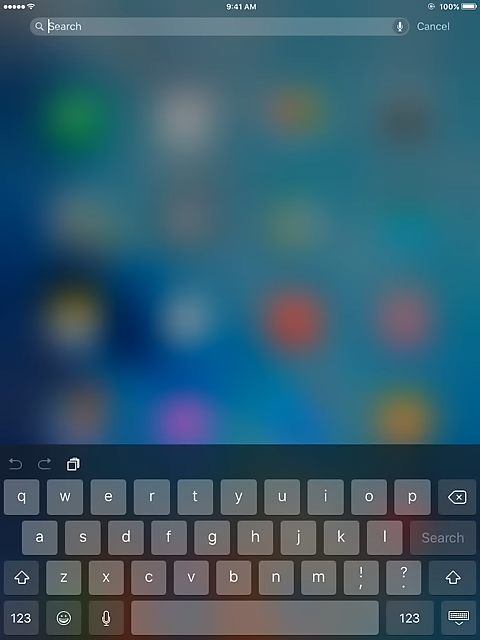 9:41 AM 100%
Search Cancel
q w e r t y u i o p
a s d f g h j k l Search
z x c v b n m ! , ? .
123 123